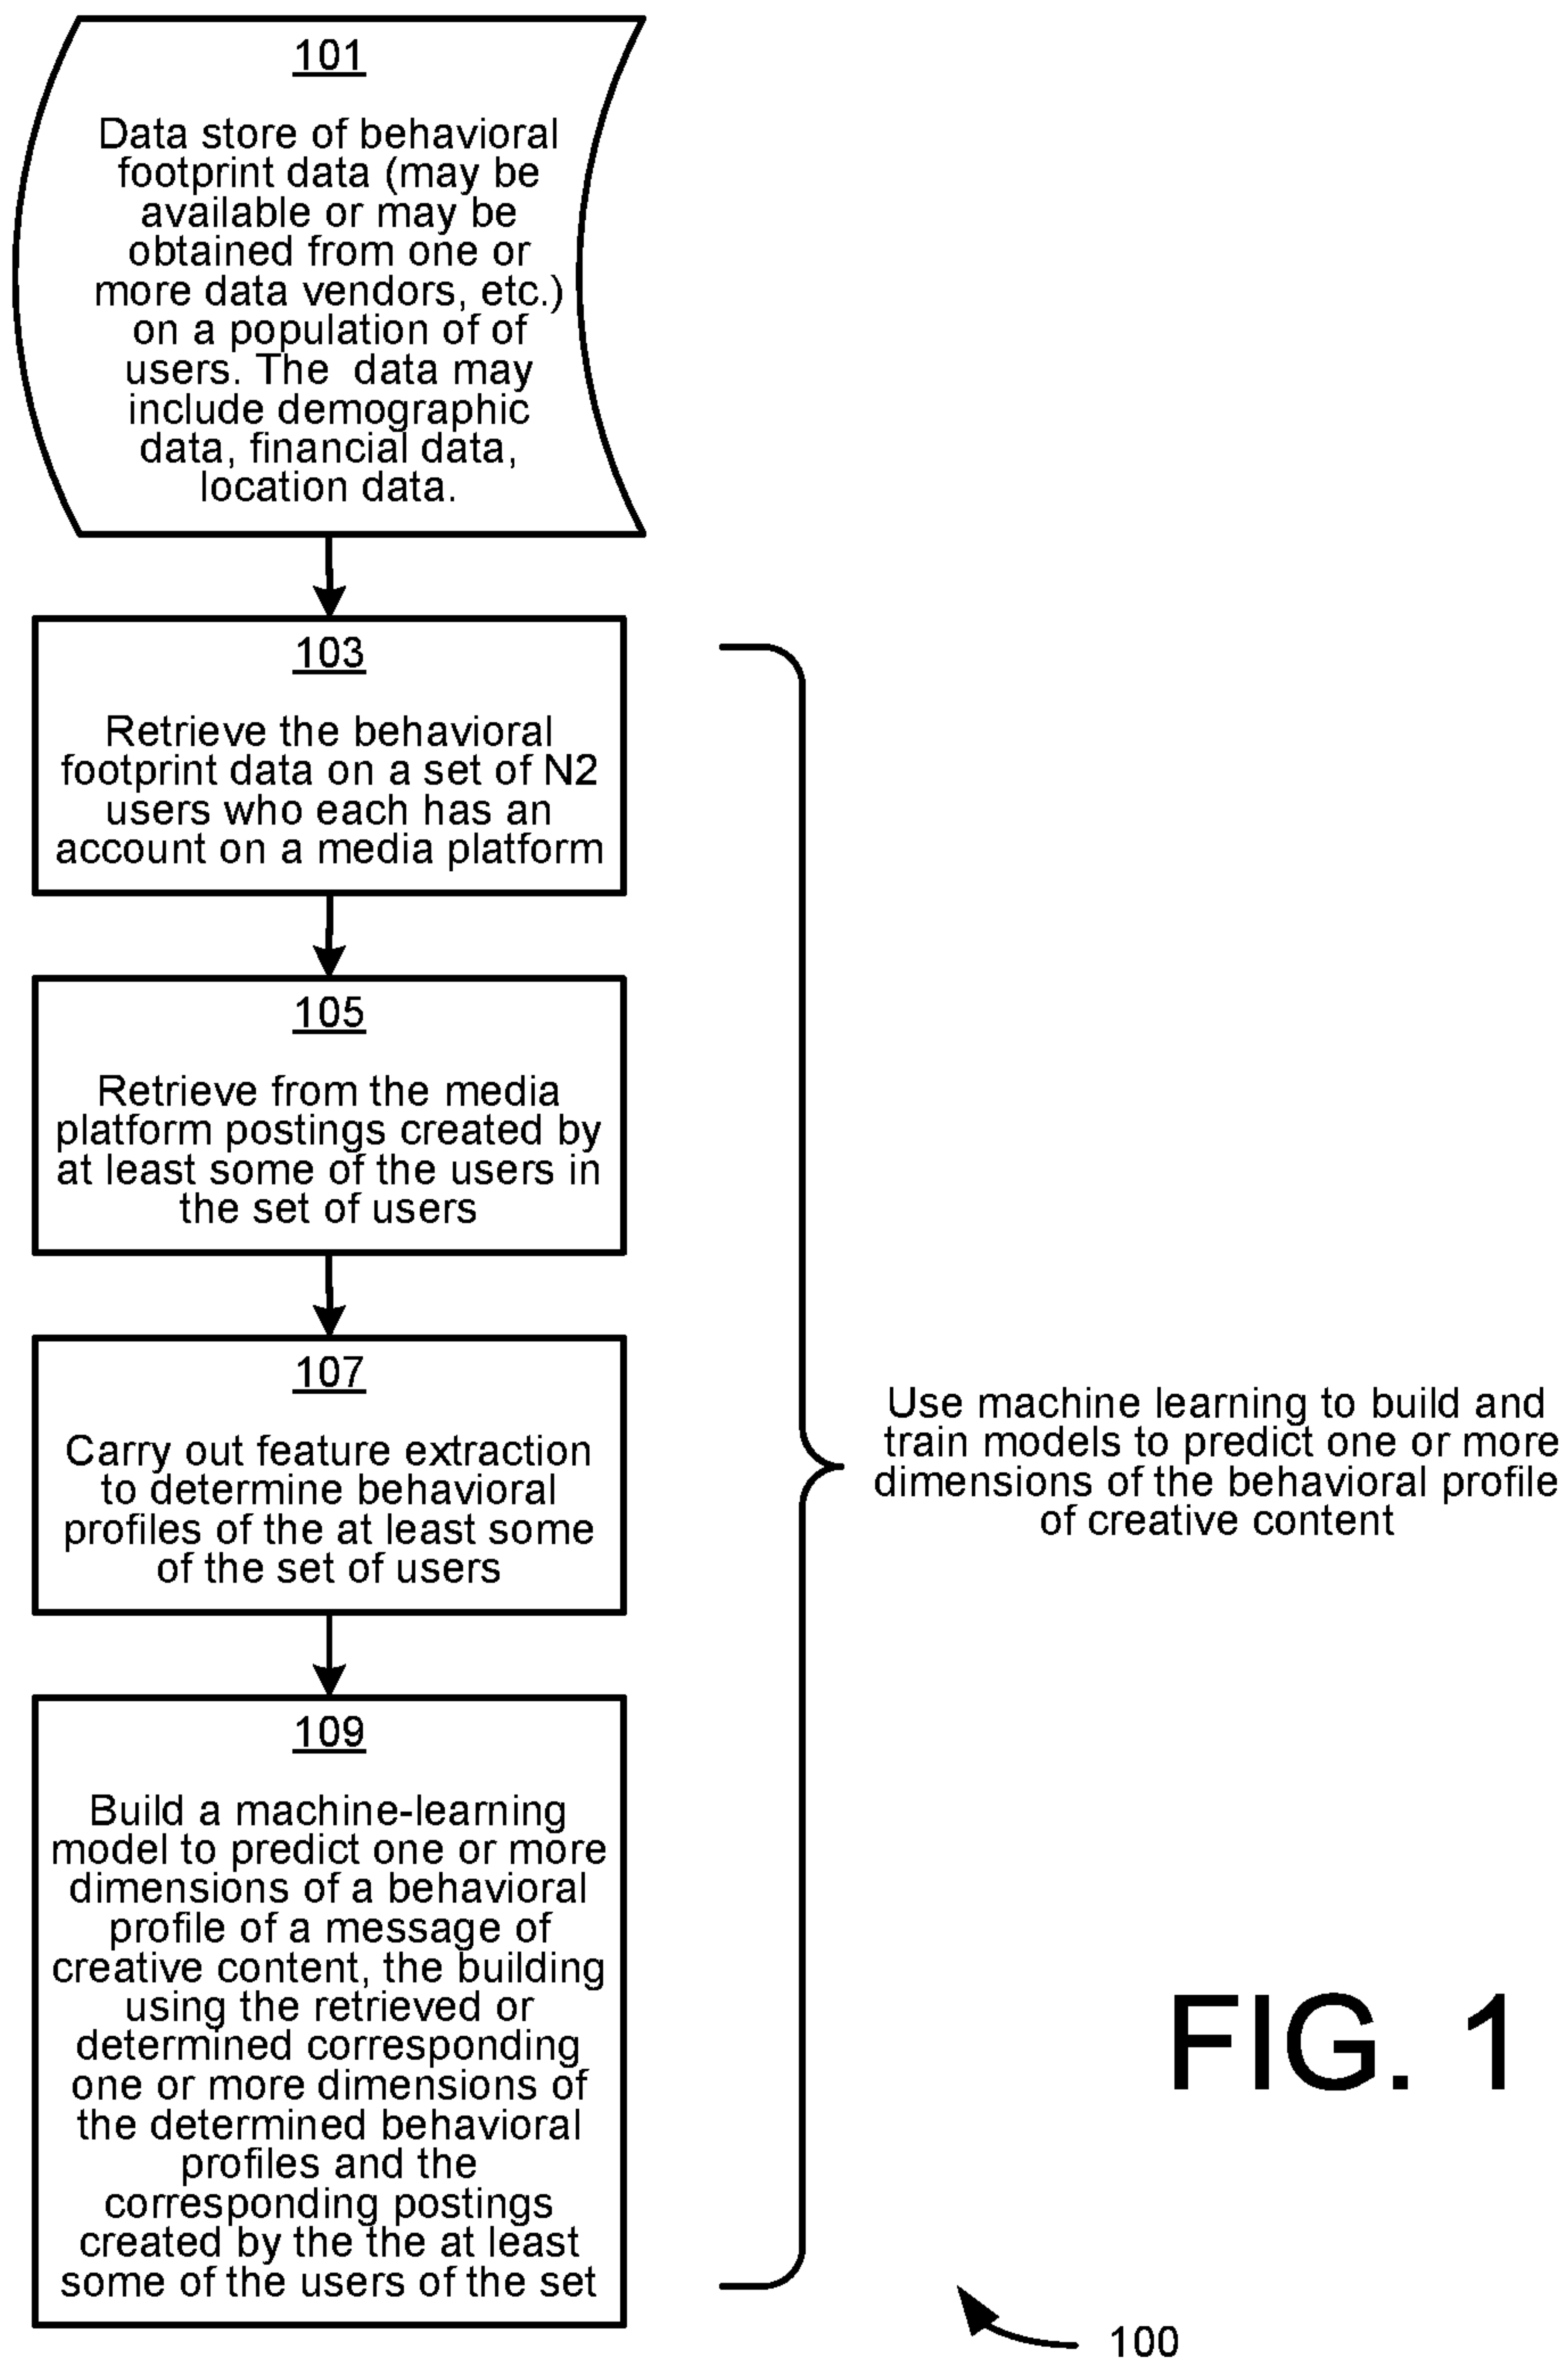 101
Data store of behavioral
footprint data (may be
available or may be
obtained from one or
more data vendors, etc.)
on a population of of
users. The  data may
include demographic
data, financial data,
location data.
103
Retrieve the behavioral
footprint data on a set of N2
users who each has an
account on a media platform
105
Retrieve from the media
platform postings created by
at least some of the users in
the set of users
107
Carry out feature extraction
to determine behavioral
profiles of the at least some
of the set of users
109
Build a machine-learning
model to predict one or more
dimensions of a behavioral
profile of a message of
creative content, the building
using the retrieved or
determined corresponding
one or more dimensions of
the determined behavioral
profiles and the
corresponding postings
created by the the at least
some of the users of the set
Use machine learning to build and
train models to predict one or more
dimensions of the behavioral profile
of creative content
FIG. 1
100